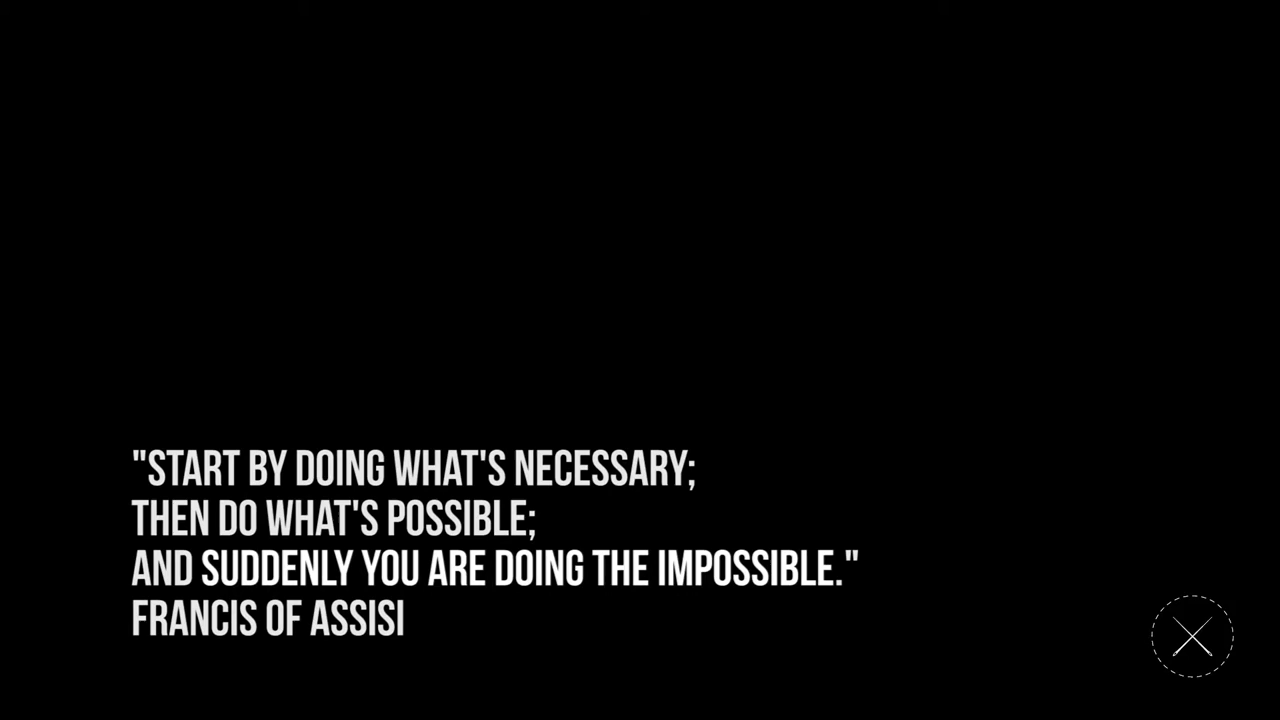 "START BY DOING WHAT'S NECESSARY;
THEN DO WHAT'S POSSIBLE;
AND SUDDENLY YOU ARE DOING THE IMPOSSIBLE."
FRANCIS OF ASSISI